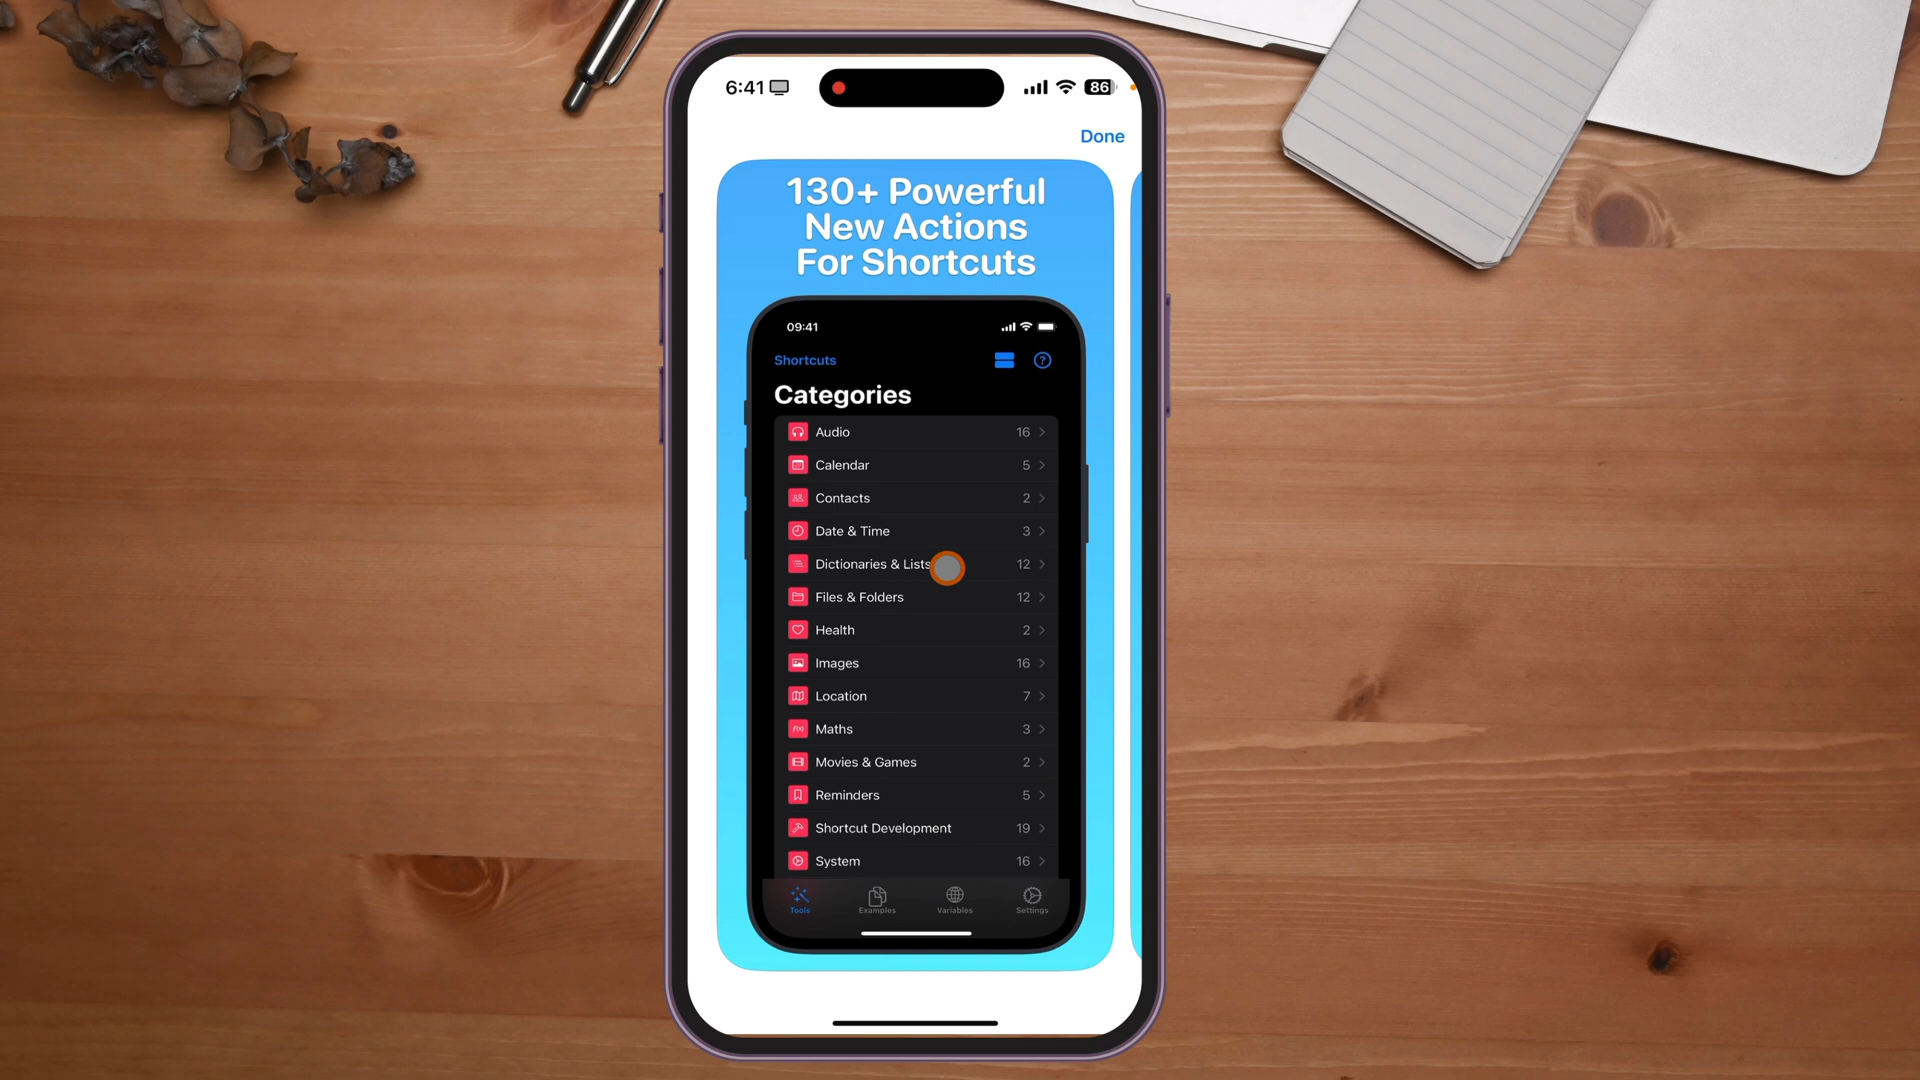 6:41
86
Done
130+ Powerful
New Actions
For Shortcuts
09:41
Shortcuts
?
Categories
Audio 16
Calendar 5
Contacts 2
Date & Time 3
Dictionaries & Lists 12
Files & Folders 12
Health 2
Images 16
Location 7
f(x) Maths 3
Movies & Games 2
Reminders 5
Shortcut Development 19
System 16
Tools Examples Variables Settings